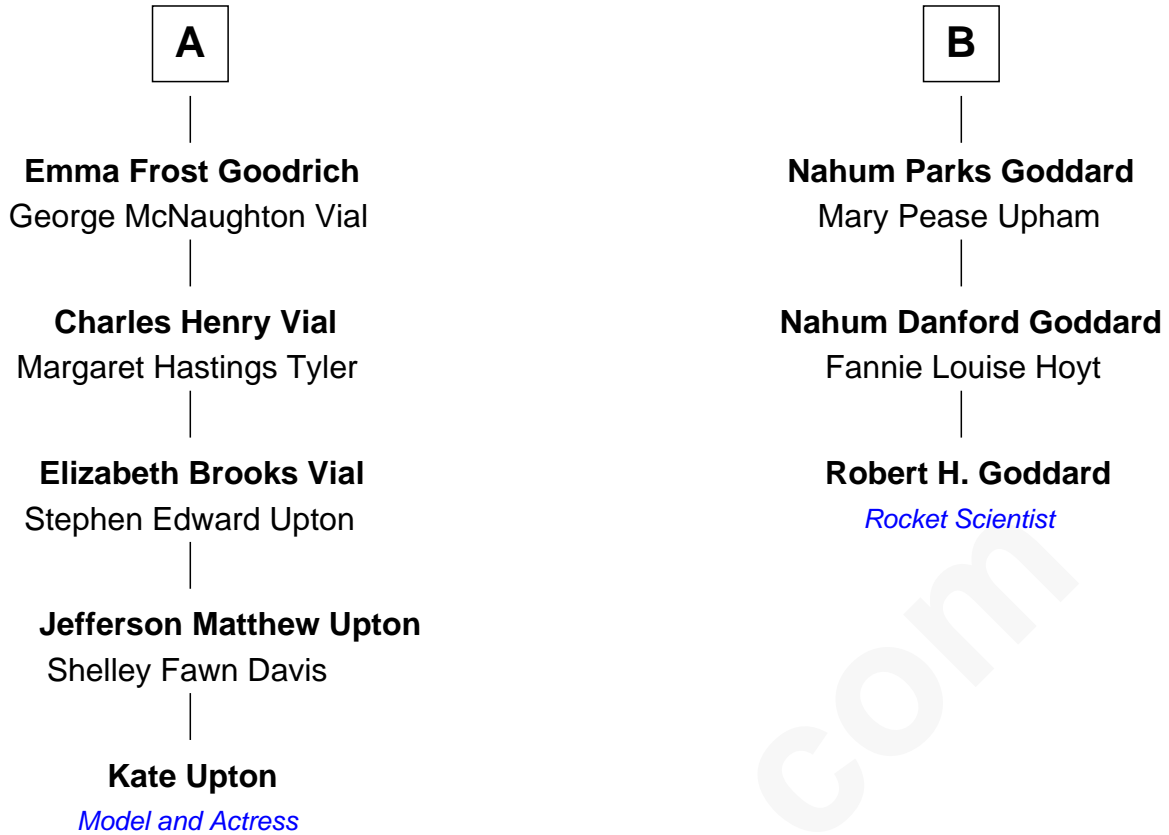 A
Emma Frost Goodrich
George McNaughton Vial
Charles Henry Vial
Margaret Hastings Tyler
Elizabeth Brooks Vial
Stephen Edward Upton
Jefferson Matthew Upton
Shelley Fawn Davis
Kate Upton
Model and Actress
B
Nahum Parks Goddard
Mary Pease Upham
Nahum Danford Goddard
Fannie Louise Hoyt
Robert H. Goddard
Rocket Scientist
com